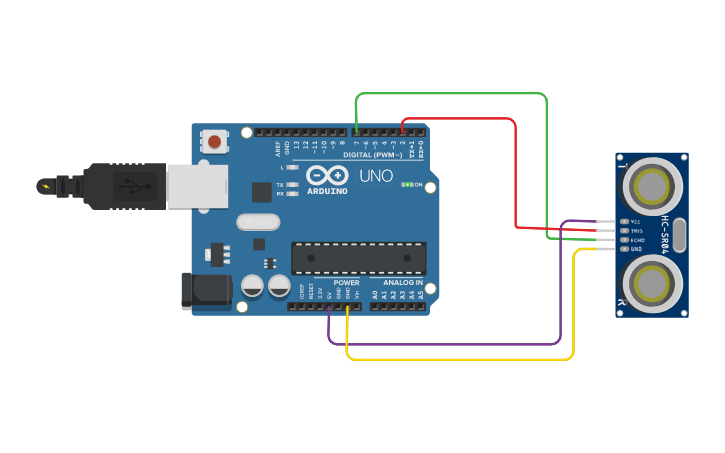 AREF
GND
13
12
~11
~10
~9
8
7
~6
~5
4
~3
2
TX→1
RX←0
DIGITAL (PWM~)
L
TX
RX
ARDUINO
UNO
ON
POWER
ANALOG IN
IOREF
RESET
3.3V
5V
GND
GND
Vin
A0
A1
A2
A3
A4
A5
T
VCC
TRIG
ECHO
GND
HC-SR04
R